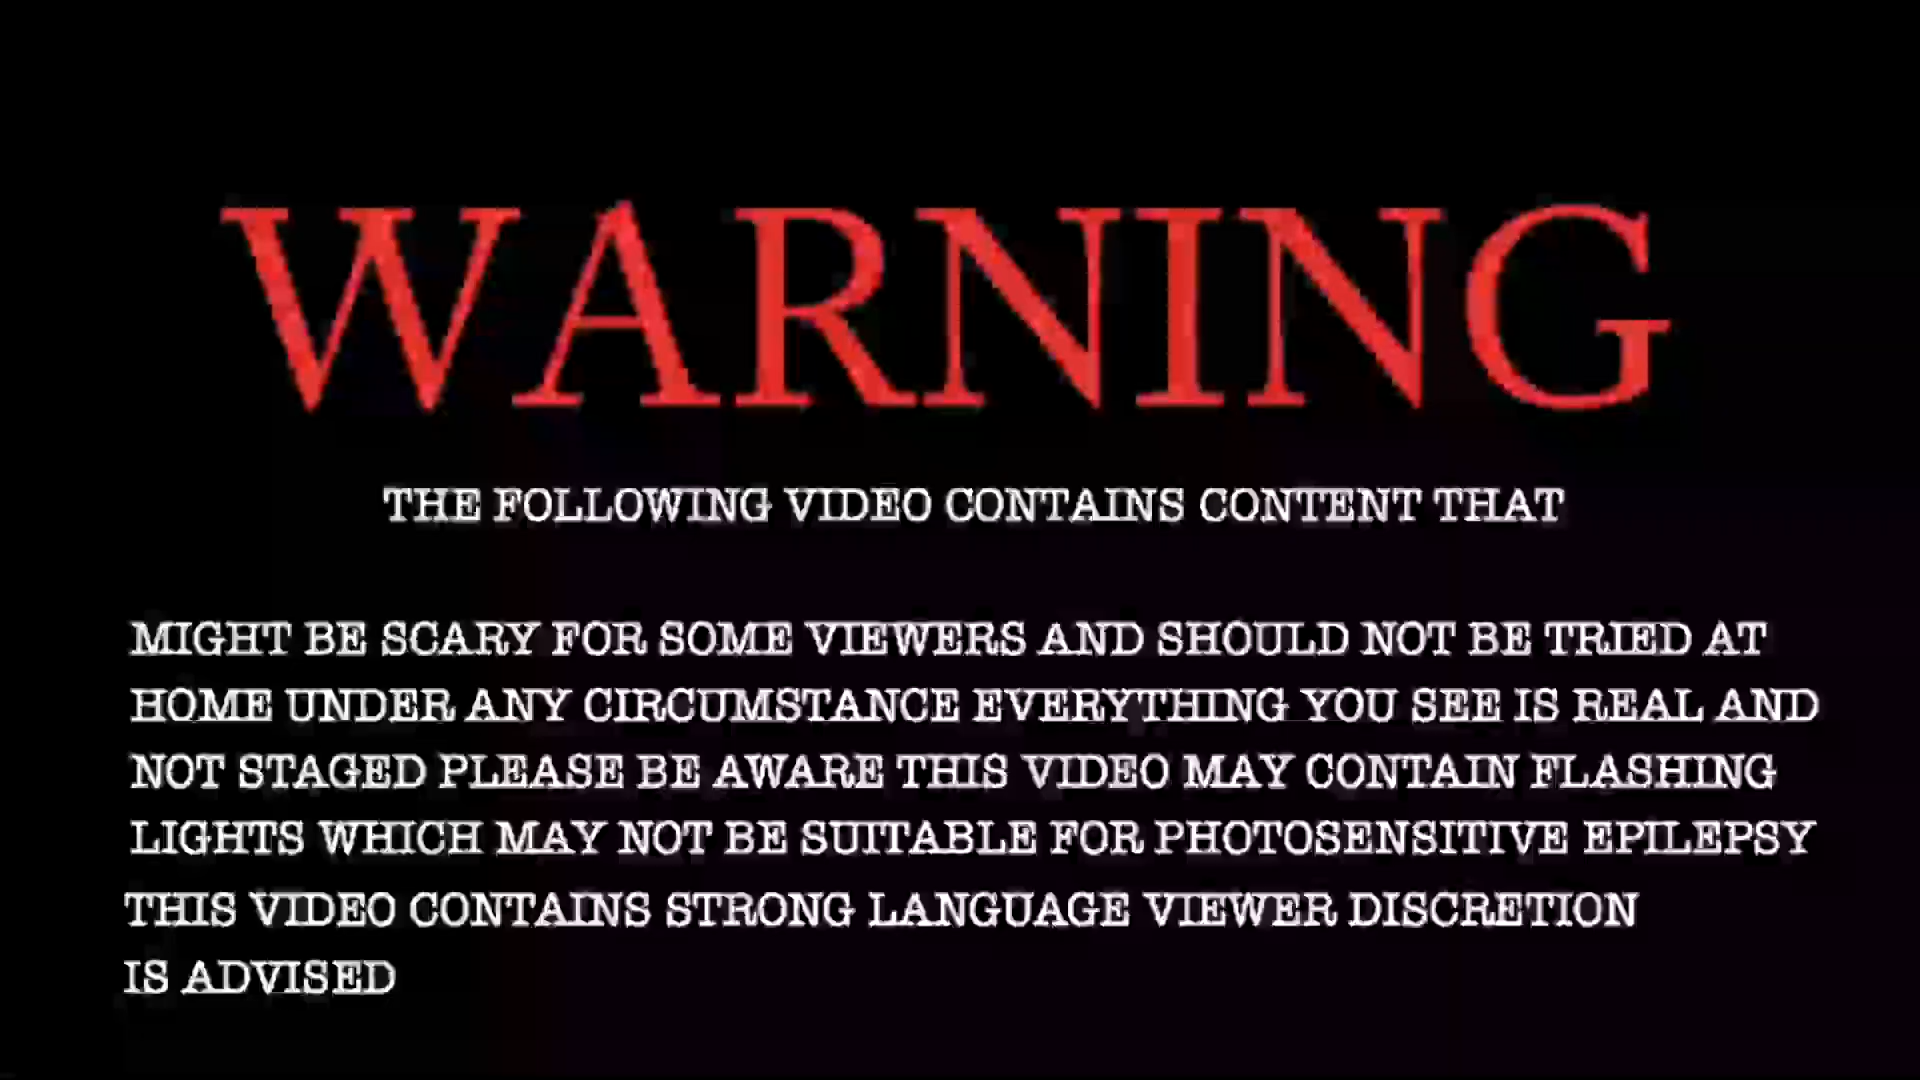 WARNING
THE FOLLOWING VIDEO CONTAINS CONTENT THAT
MIGHT BE SCARY FOR SOME VIEWERS AND SHOULD NOT BE TRIED AT
HOME UNDER ANY CIRCUMSTANCE EVERYTHING YOU SEE IS REAL AND
NOT STAGED PLEASE BE AWARE THIS VIDEO MAY CONTAIN FLASHING
LIGHTS WHICH MAY NOT BE SUITABLE FOR PHOTOSENSITIVE EPILEPSY
THIS VIDEO CONTAINS STRONG LANGUAGE VIEWER DISCRETION
IS ADVISED